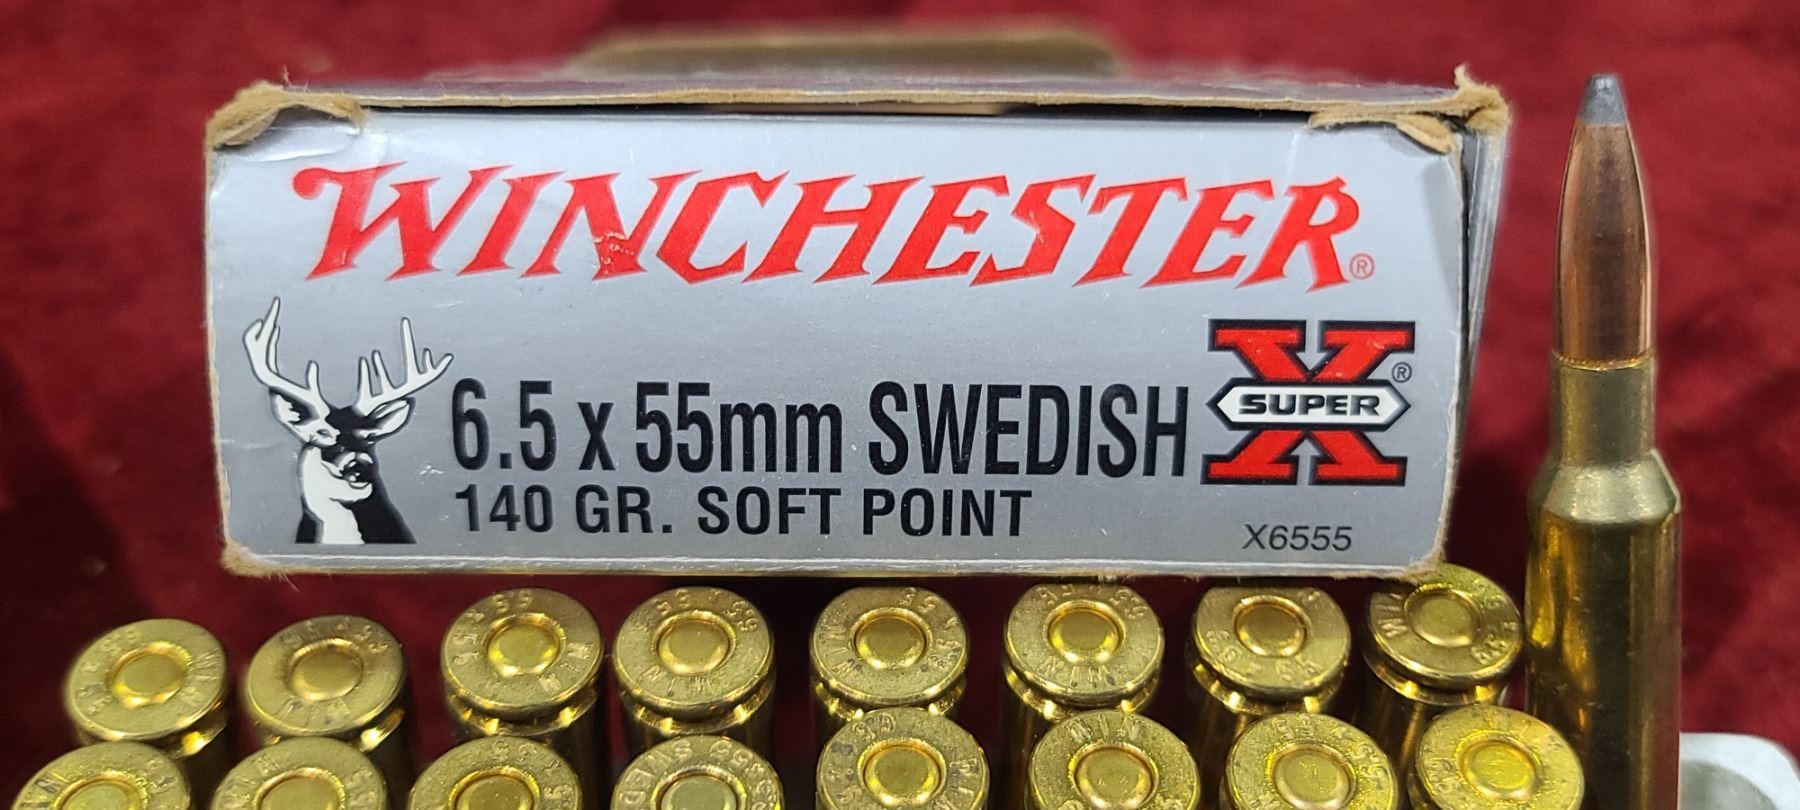 WINCHESTER®
6.5 x 55mm SWEDISH
SUPER X®
140 GR. SOFT POINT
X6555